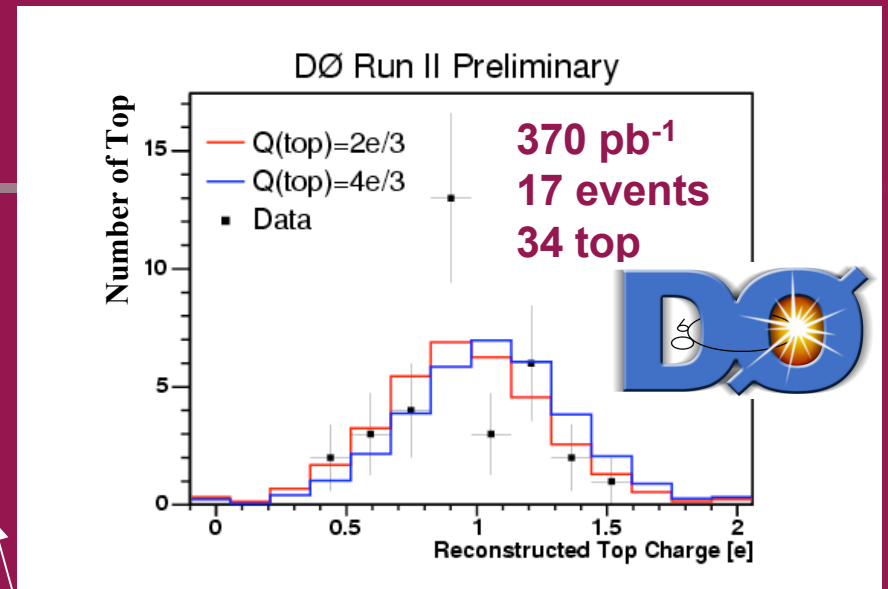 DØ Run II Preliminary
Number of Top
15
10
5
0
Q(top)=2e/3
Q(top)=4e/3
Data
370 pb-1
17 events
34 top
DØ
0
0.5
1
1.5
2
Reconstructed Top Charge [e]